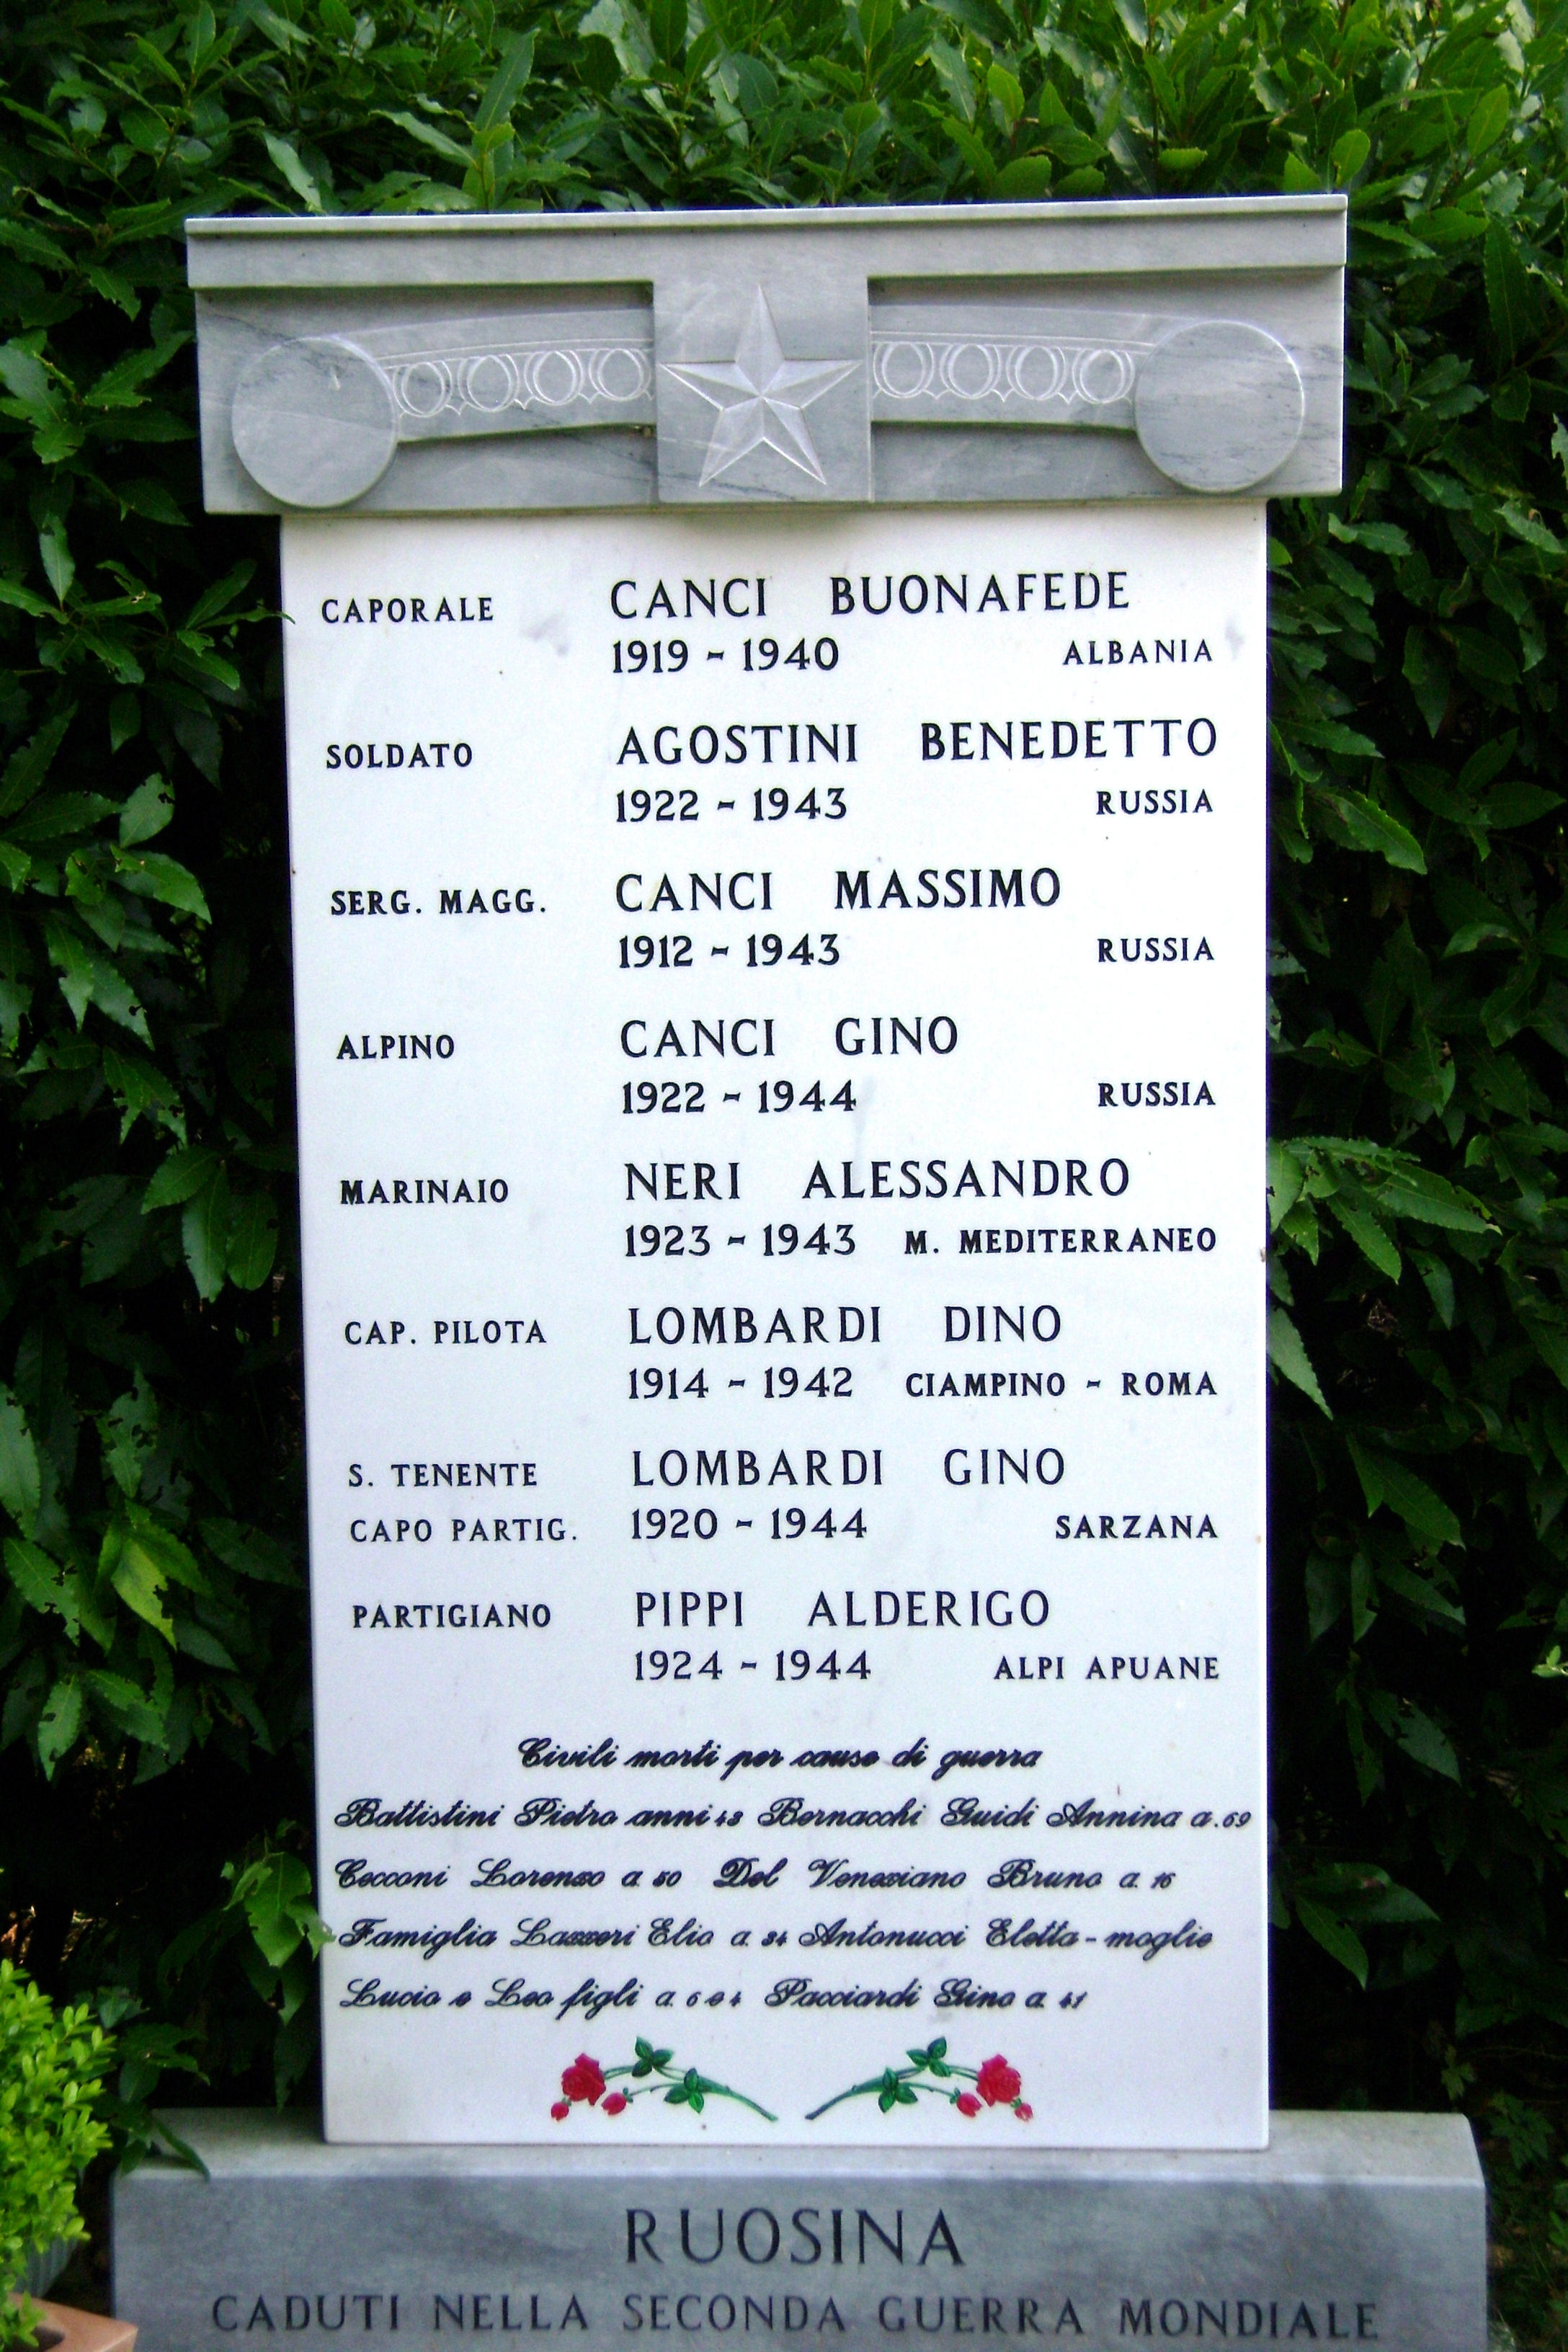 CAPORALE CANCI BUONAFEDE
1919 - 1940 ALBANIA
SOLDATO AGOSTINI BENEDETTO
1922 - 1943 RUSSIA
SERG. MAGG. CANCI MASSIMO
1912 - 1943 RUSSIA
ALPINO CANCI GINO
1922 - 1944 RUSSIA
MARINAIO NERI ALESSANDRO
1923 - 1943 M. MEDITERRANEO
CAP. PILOTA LOMBARDI DINO
1914 - 1942 CIAMPINO - ROMA
S. TENENTE LOMBARDI GINO
CAPO PARTIG. 1920 - 1944 SARZANA
PARTIGIANO PIPPI ALDERIGO
1924 - 1944 ALPI APUANE
Civili morti per cause di guerra
Battistini Pietro anni Bernacchi Guidi Annina a. 69
Cecconi Lorenzo a. 50 Del Veneziano Bruno a. 16
Famiglia Lazzeri Elio a. 34 Antonucci Eletta - moglie
Lucio e Leo figli a. 6 e 4 Pacciardi Gino a. 41
RUOSINA
CADUTI NELLA SECONDA GUERRA MONDIALE